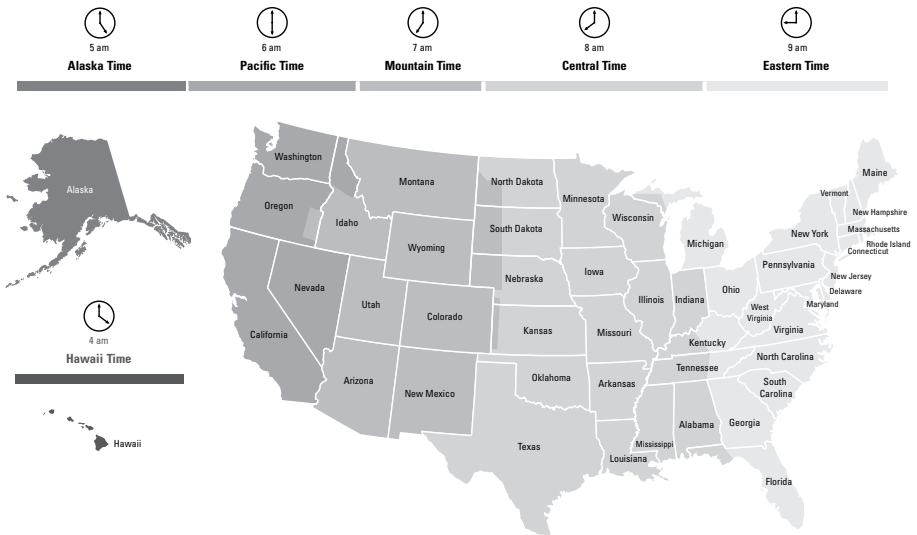 5 am
6 am
7 am
8 am
9 am
Alaska Time
Pacific Time
Mountain Time
Central Time
Eastern Time
Washington
Oregon
Idaho
Montana
North Dakota
Minnesota
Wisconsin
Michigan
Maine
Vermont
New Hampshire
New York
Massachusetts
Rhode Island
Connecticut
Alaska
Wyoming
South Dakota
Pennsylvania
New Jersey
Nevada
Utah
Nebraska
Iowa
Illinois
Indiana
Ohio
Delaware
Maryland
West
Virginia
Virginia
4 am
Hawaii Time
California
Colorado
Kansas
Missouri
Kentucky
North Carolina
Tennessee
Arizona
New Mexico
Oklahoma
Arkansas
South
Carolina
Hawaii
Texas
Louisiana
Mississippi
Alabama
Georgia
Florida